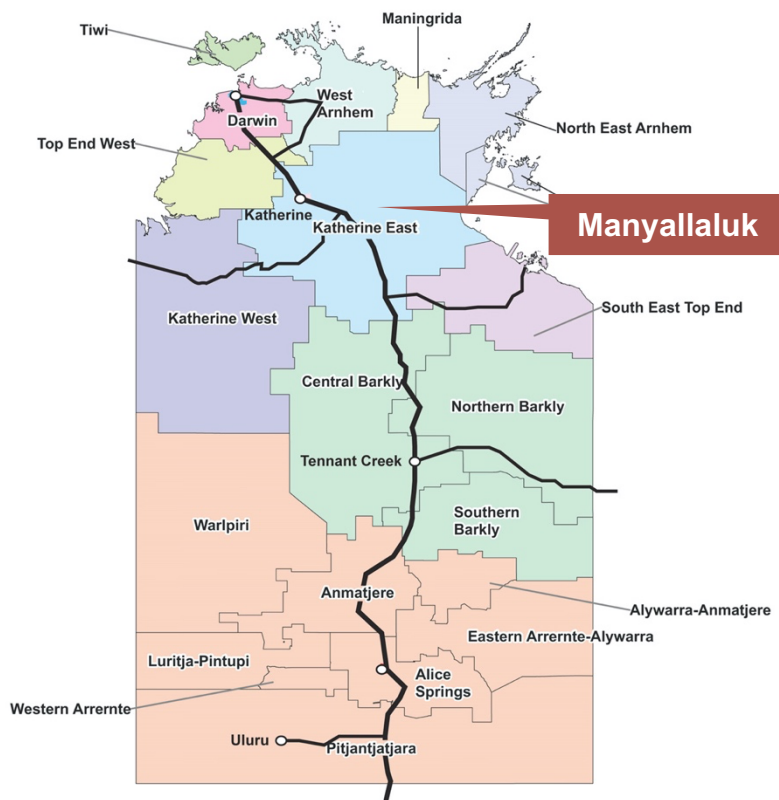 Maningrida
Tiwi
West
Arnhem
Darwin
North East Arnhem
Top End West
Manyallaluk
Katherine
Katherine East
South East Top End
Katherine West
Central Barkly
Northern Barkly
Tennant Creek
Southern
Barkly
Warlpiri
Anmatjere
Alywarra-Anmatjere
Eastern Arrernte-Alywarra
Luritja-Pintupi
Alice
Springs
Western Arrernte
Uluru
Pitjantjatjara